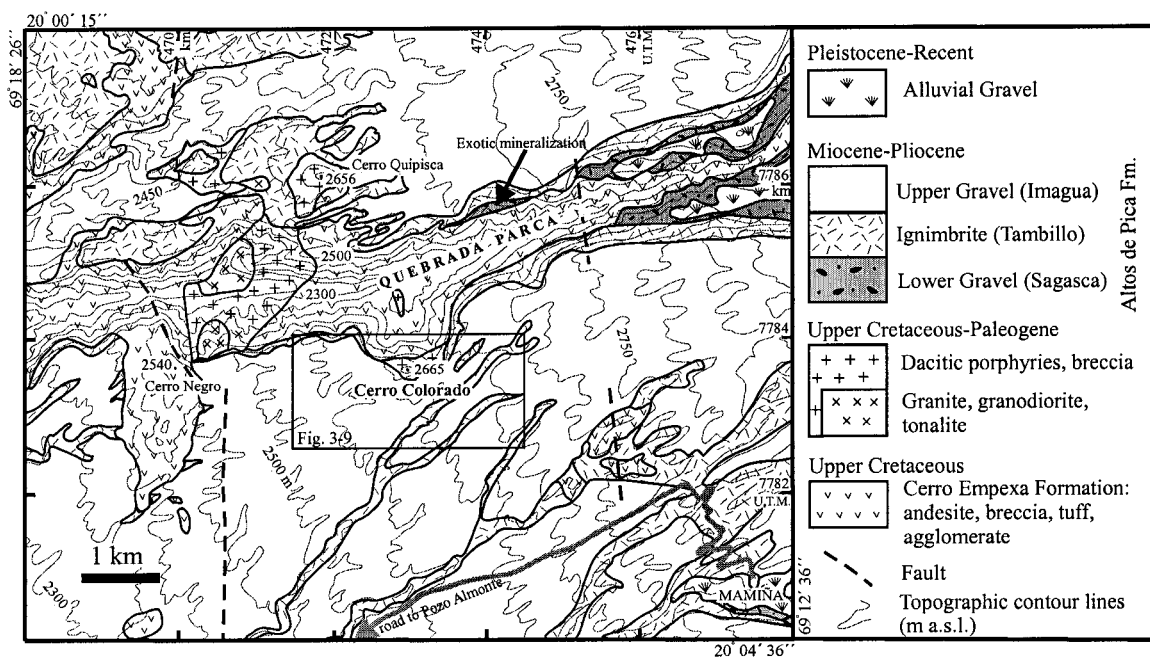 20° 00' 15''
69° 18' 26''
470
km
472
474
476
U.T.M.
2750
Exotic mineralization
Cerro Quipisca
2656
2450
7786
km
QUEBRADA PARCA
2500
2300
7784
2540
Cerro Negro
2665
Cerro Colorado
2750
Fig. 3-9
2500 m
7782
U.T.M.
1 km
2300
road to Pozo Almonte
MAMIÑA
69° 12' 36''
20° 04' 36''
Pleistocene-Recent
Alluvial Gravel
Miocene-Pliocene
Upper Gravel (Imagua)
Ignimbrite (Tambillo)
Lower Gravel (Sagasca)
Altos de Pica Fm.
Upper Cretaceous-Paleogene
Dacitic porphyries, breccia
Granite, granodiorite,
tonalite
Upper Cretaceous
Cerro Empexa Formation:
andesite, breccia, tuff,
agglomerate
Fault
Topographic contour lines
(m a.s.l.)